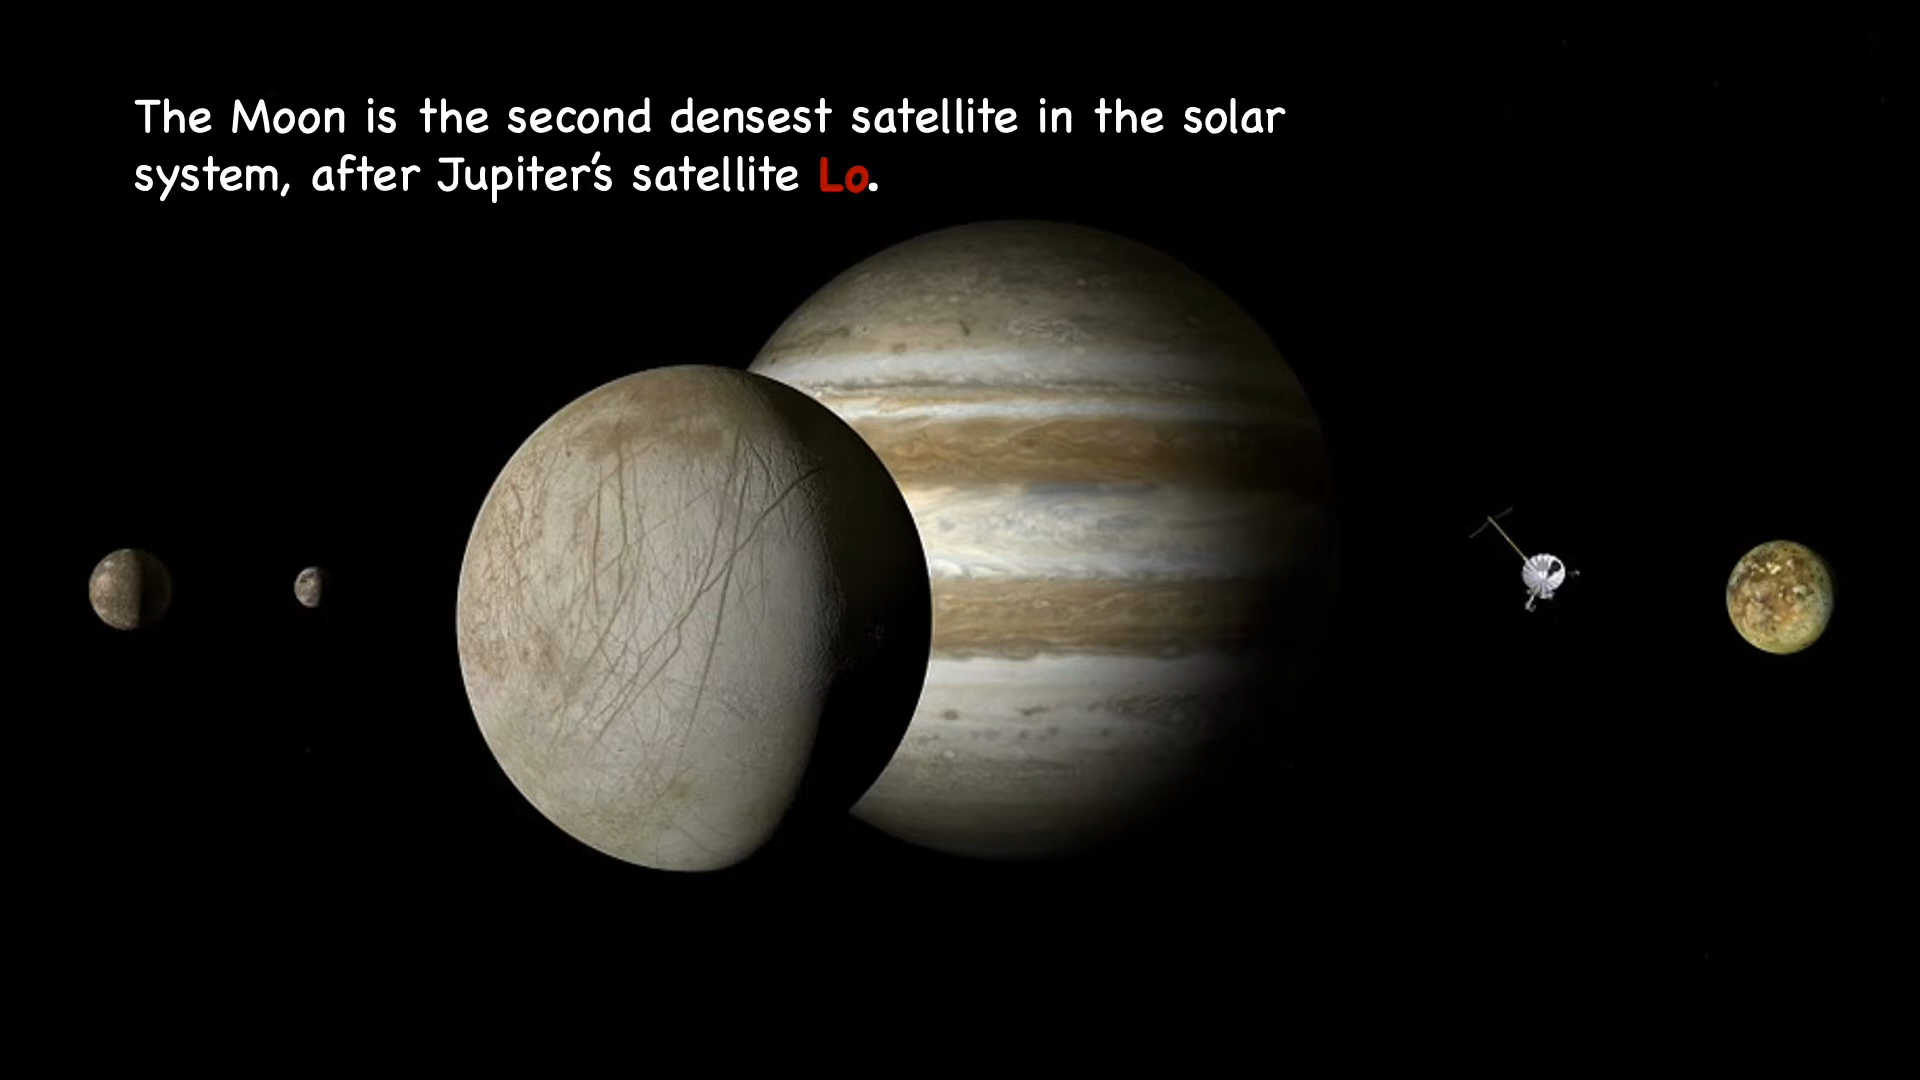 The Moon is the second densest satellite in the solar
system, after Jupiter's satellite Lo.